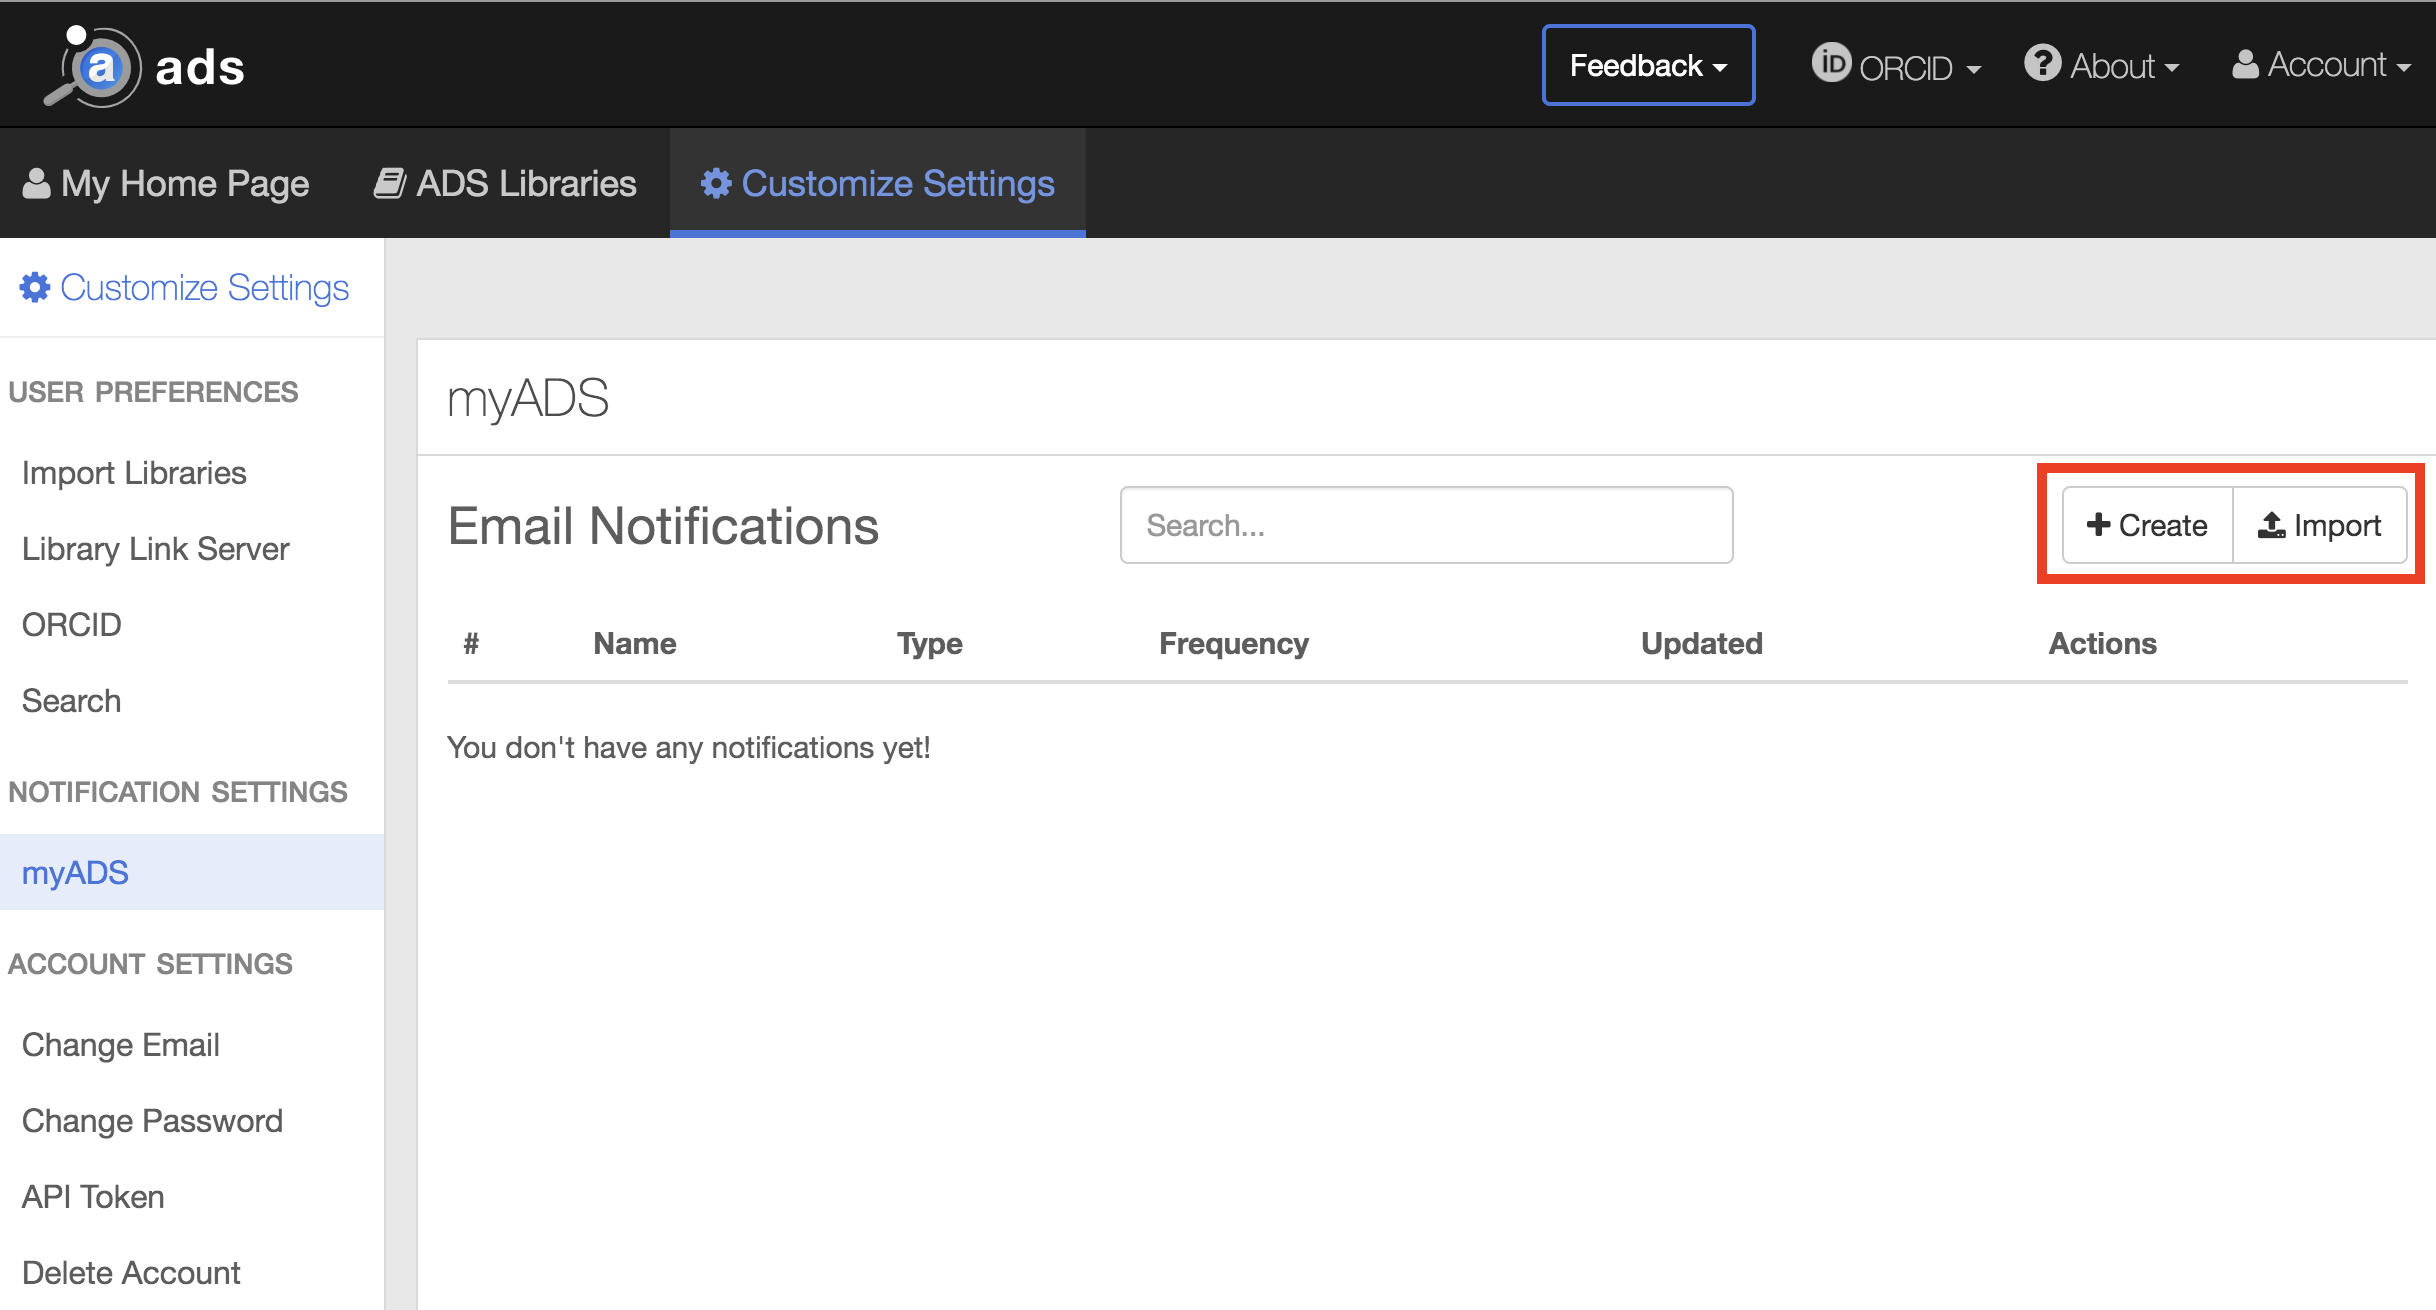 a ads
Feedback
iD ORCID
? About
Account
My Home Page
ADS Libraries
Customize Settings
Customize Settings
USER PREFERENCES
Import Libraries
Library Link Server
ORCID
Search
NOTIFICATION SETTINGS
myADS
ACCOUNT SETTINGS
Change Email
Change Password
API Token
Delete Account
myADS
Email Notifications
Search...
+ Create
Import
# Name Type Frequency Updated Actions
You don't have any notifications yet!